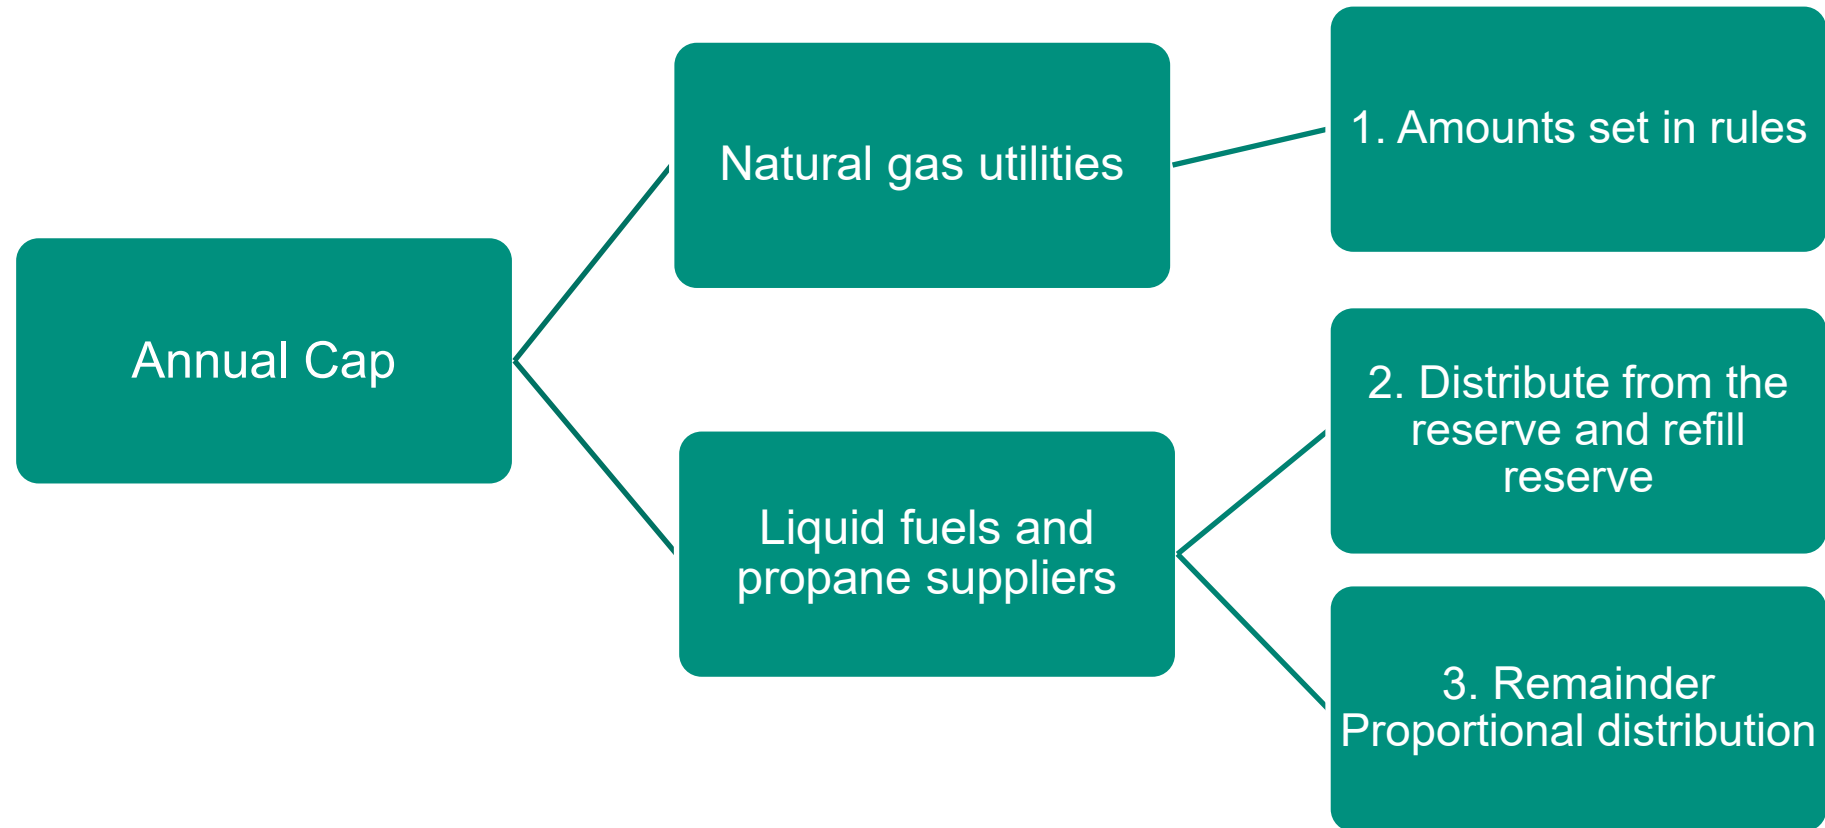 Annual Cap
Natural gas utilities
Liquid fuels and
propane suppliers
1. Amounts set in rules
2. Distribute from the
reserve and refill
reserve
3. Remainder
Proportional distribution